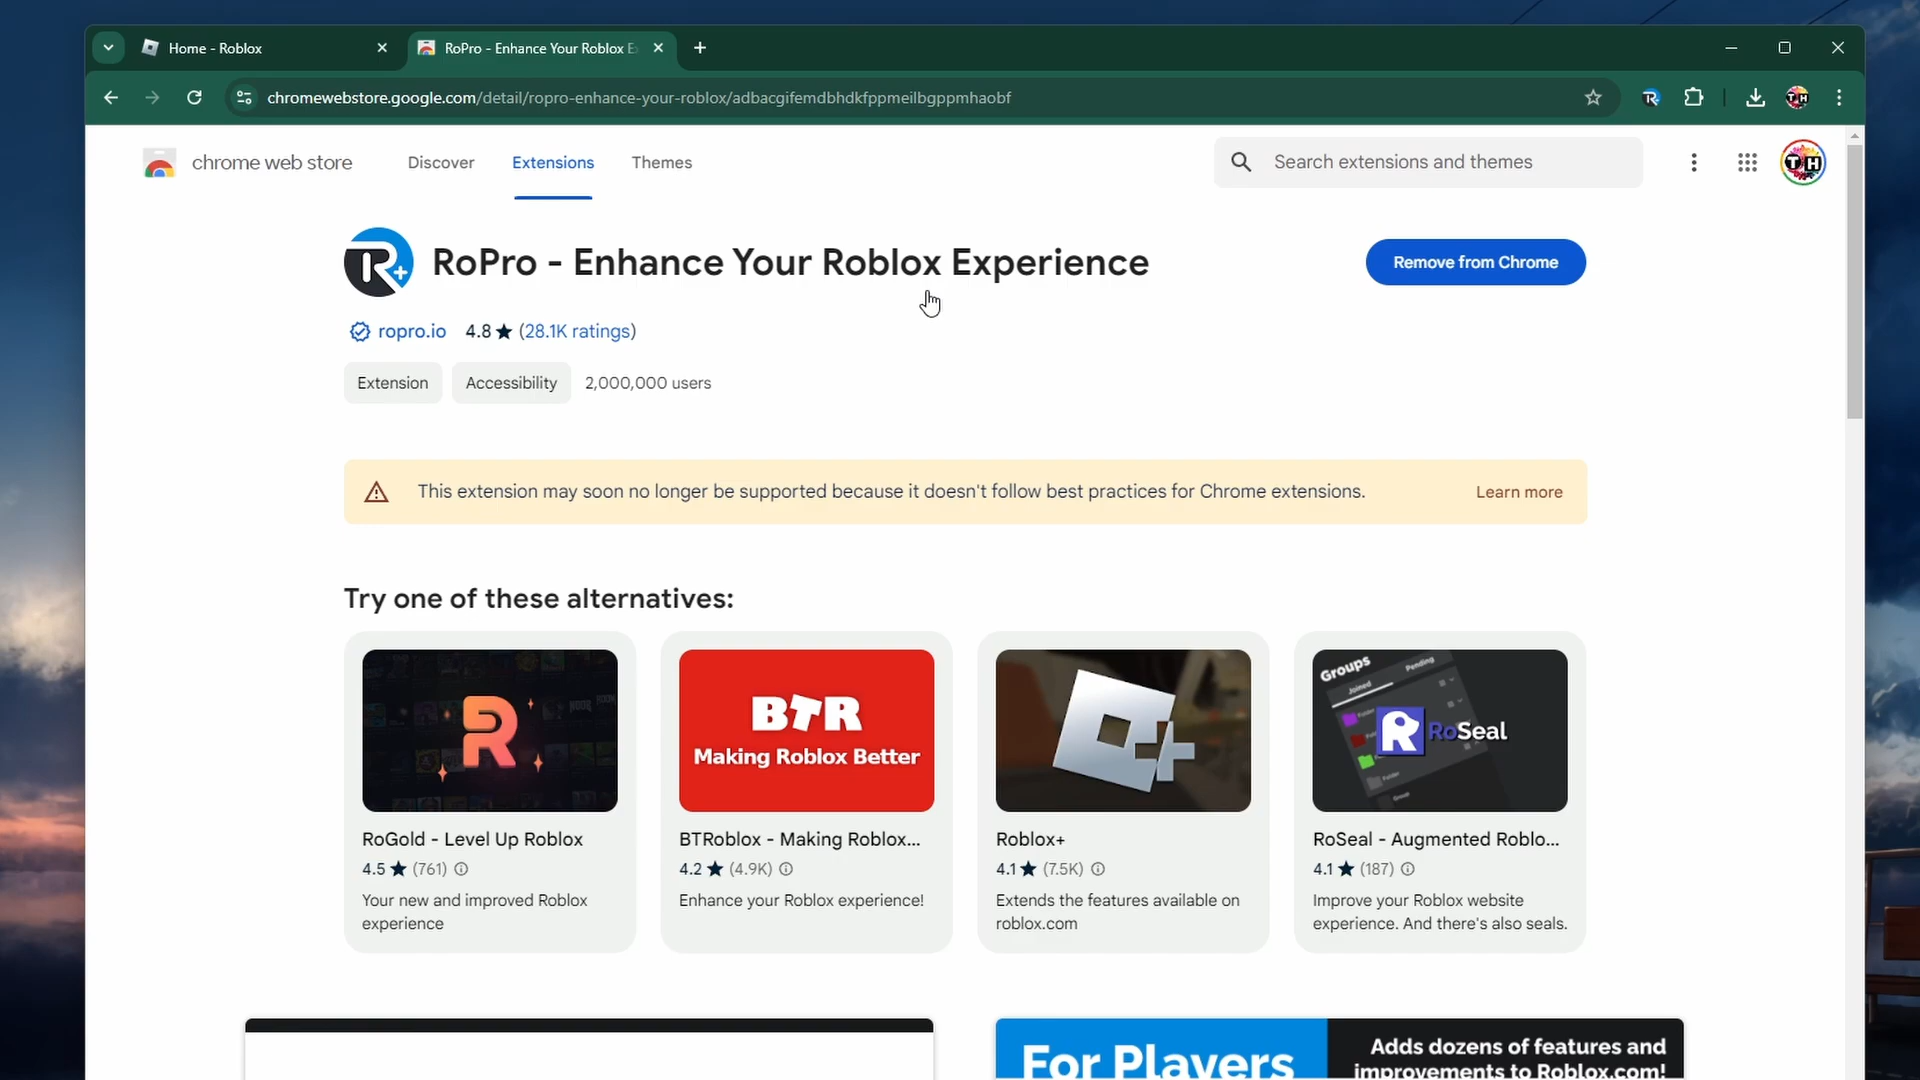 Home - Roblox
RoPro - Enhance Your Roblox E
chromewebstore.google.com/detail/ropro-enhance-your-roblox/adbacgifemdbhdkfppmeilbgppmhaobf
chrome web store
Discover
Extensions
Themes
Search extensions and themes
TH
RoPro - Enhance Your Roblox Experience
Remove from Chrome
ropro.io 4.8 ★ (28.1K ratings)
Extension
Accessibility
2,000,000 users
This extension may soon no longer be supported because it doesn't follow best practices for Chrome extensions.
Learn more
Try one of these alternatives:
BTR
Making Roblox Better
Groups
Joined
Pending
RoSeal
RoGold - Level Up Roblox
4.5 ★ (761)
Your new and improved Roblox
experience
BTRoblox - Making Roblox...
4.2 ★ (4.9K)
Enhance your Roblox experience!
Roblox+
4.1 ★ (7.5K)
Extends the features available on
roblox.com
RoSeal - Augmented Roblo...
4.1 ★ (187)
Improve your Roblox website
experience. And there's also seals.
For Players
Adds dozens of features and
improvements to Roblox.com!